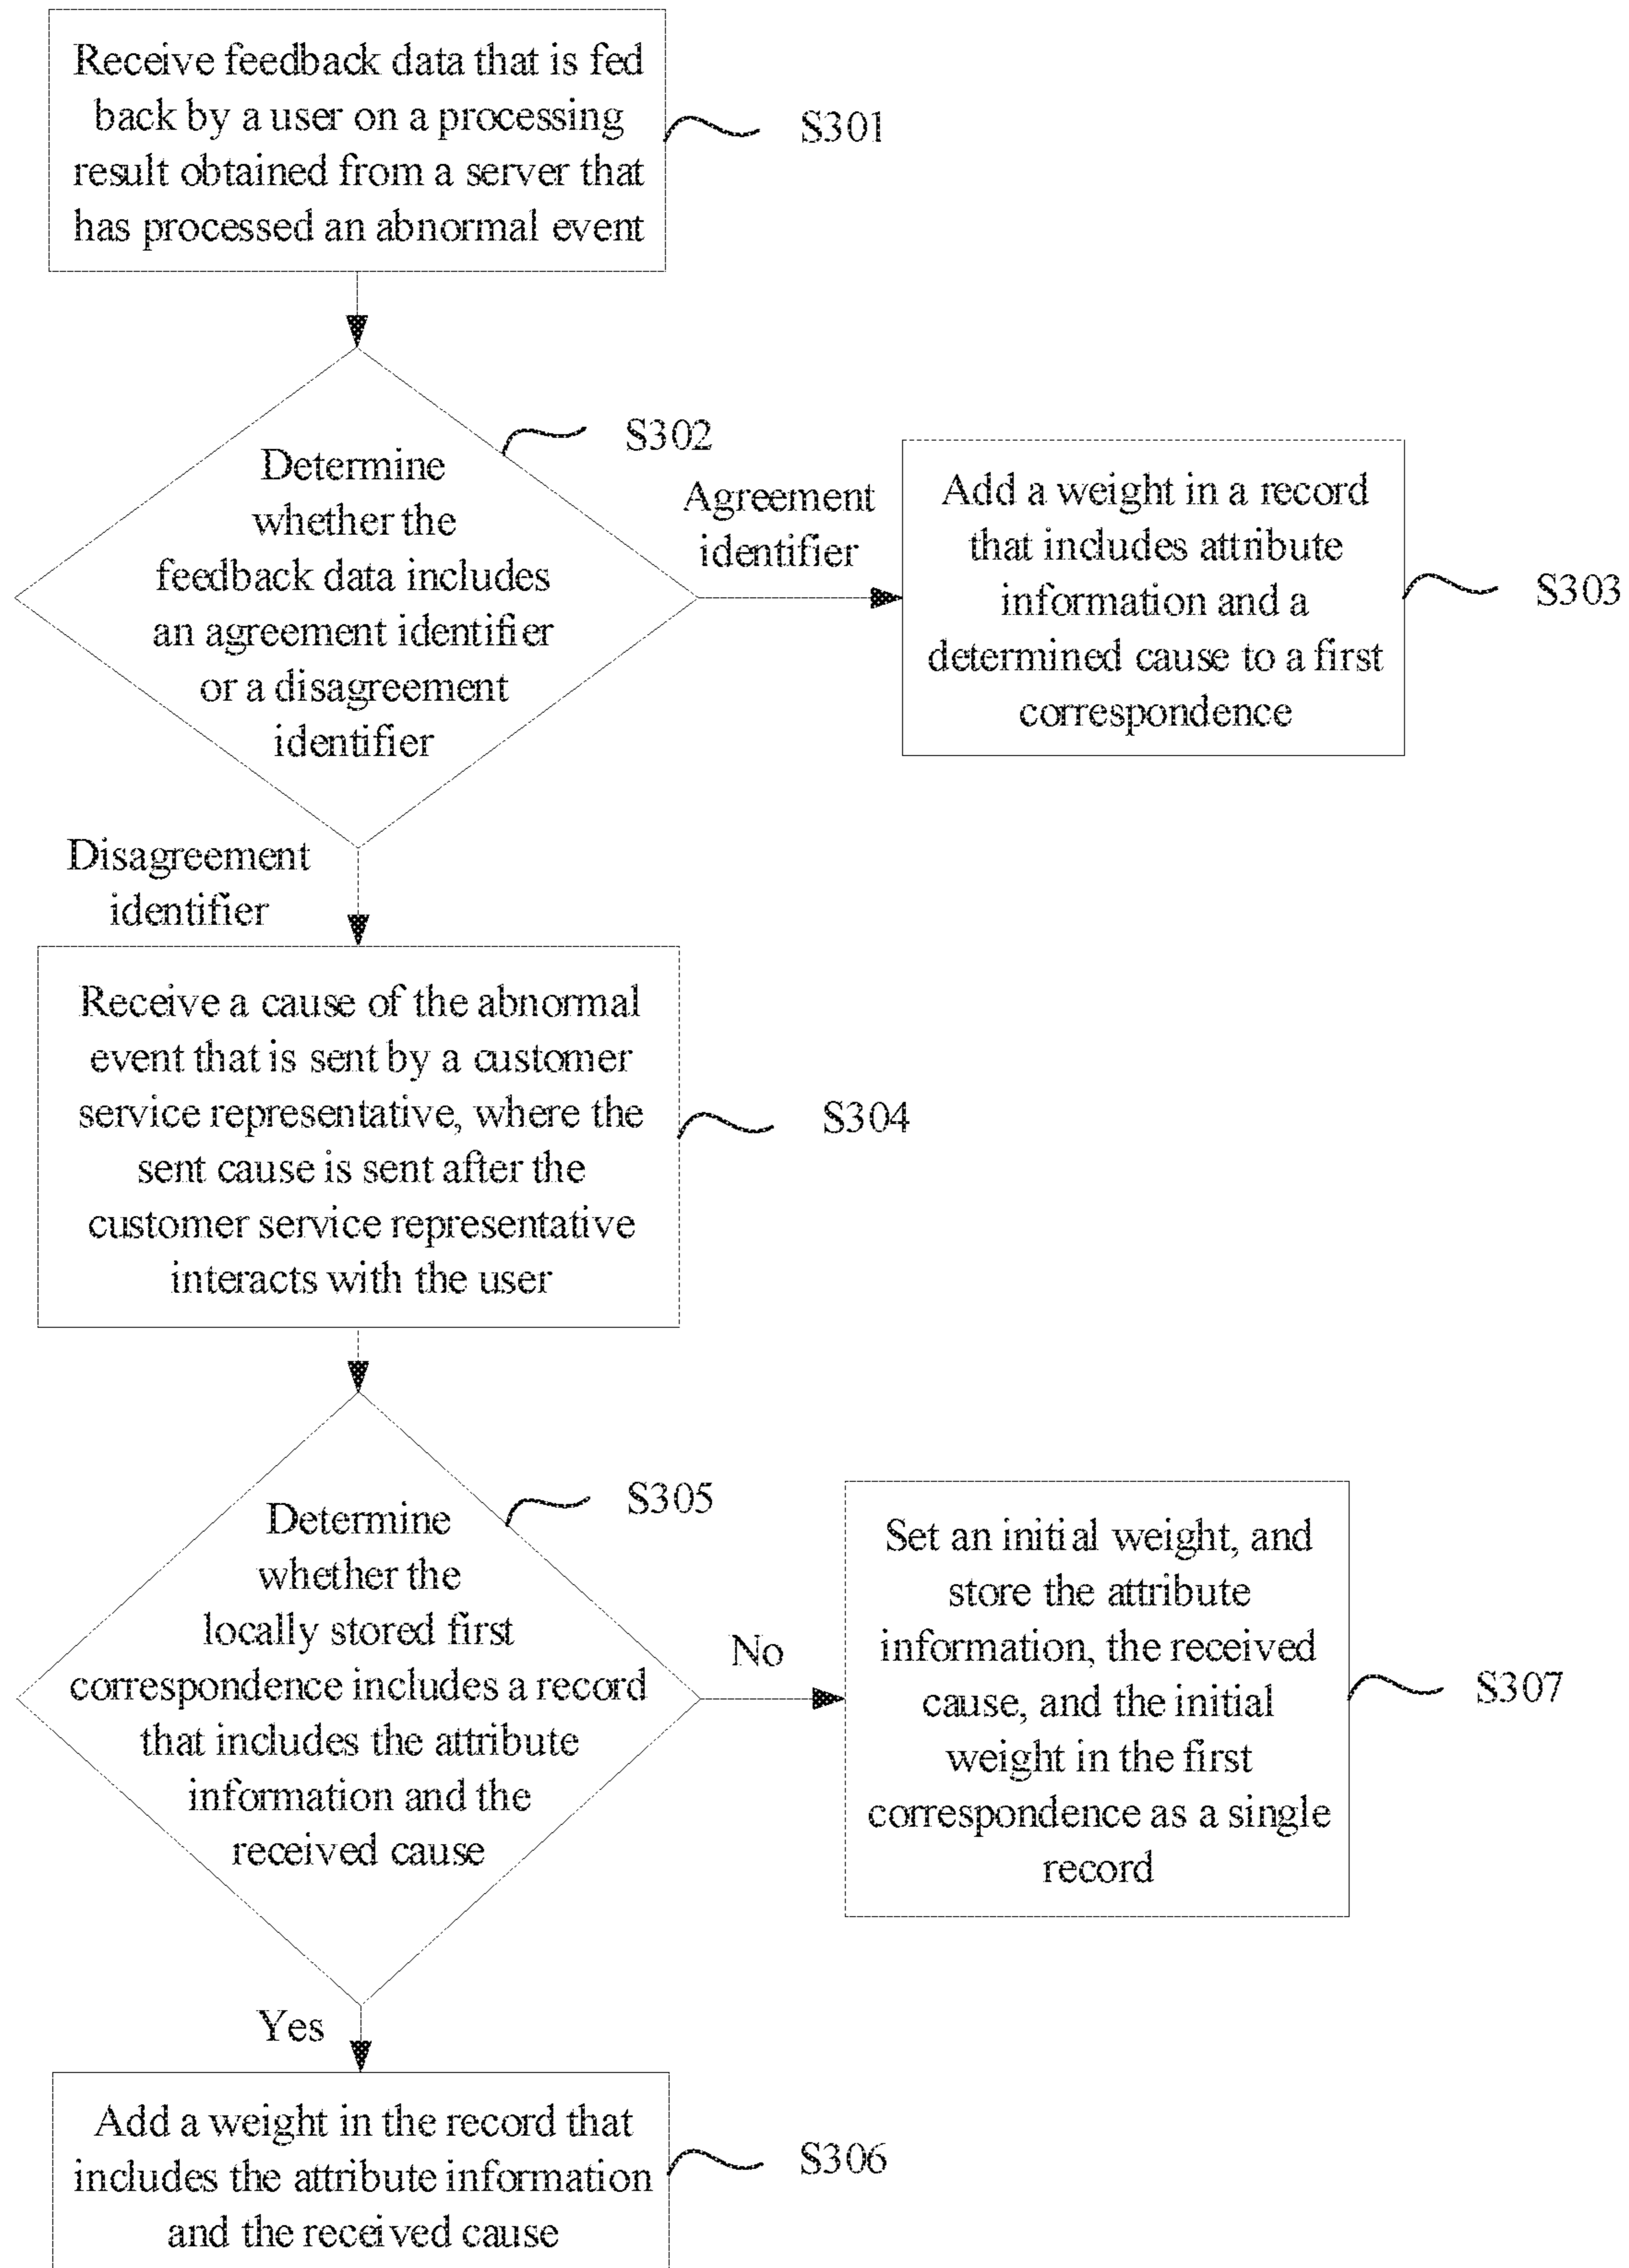 Receive feedback data that is fed
back by a user on a processing
result obtained from a server that
has processed an abnormal event
S301
Determine
whether the
feedback data includes
an agreement identifier
or a disagreement
identifier
S302
Agreement
identifier
Add a weight in a record
that includes attribute
information and a
determined cause to a first
correspondence
S303
Disagreement
identifier
Receive a cause of the abnormal
event that is sent by a customer
service representative, where the
sent cause is sent after the
customer service representative
interacts with the user
S304
Determine
whether the
locally stored first
correspondence includes a record
that includes the attribute
information and the
received cause
S305
No
Set an initial weight, and
store the attribute
information, the received
cause, and the initial
weight in the first
correspondence as a single
record
S307
Yes
Add a weight in the record that
includes the attribute information
and the received cause
S306